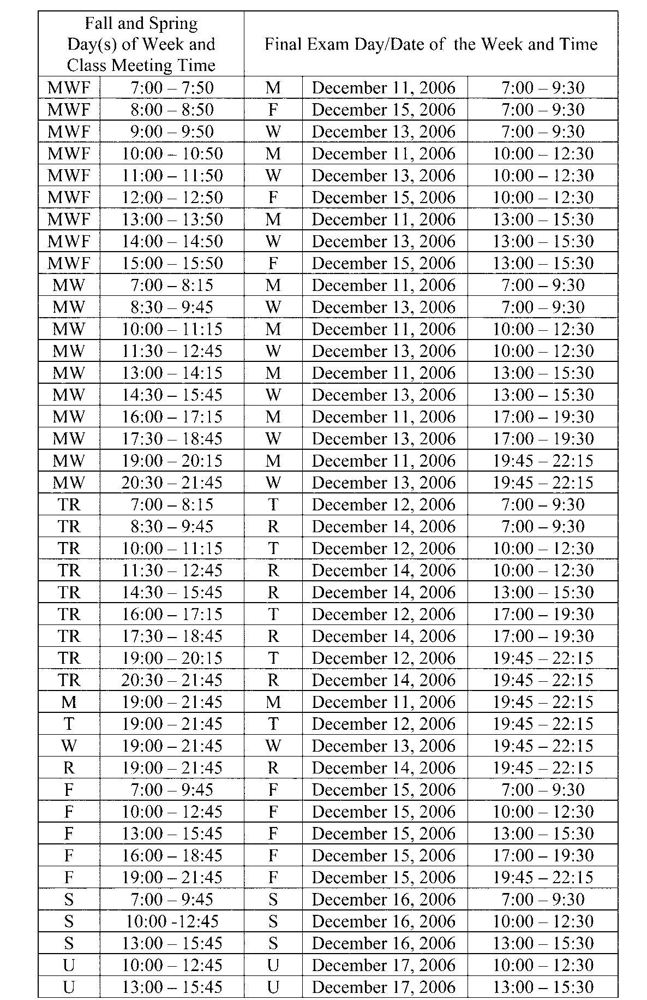 Fall and Spring
Day(s) of Week and
Class Meeting Time
Final Exam Day/Date of the Week and Time
MWF 7:00 – 7:50 M December 11, 2006 7:00 – 9:30
MWF 8:00 – 8:50 F December 15, 2006 7:00 – 9:30
MWF 9:00 – 9:50 W December 13, 2006 7:00 – 9:30
MWF 10:00 – 10:50 M December 11, 2006 10:00 – 12:30
MWF 11:00 – 11:50 W December 13, 2006 10:00 – 12:30
MWF 12:00 – 12:50 F December 15, 2006 10:00 – 12:30
MWF 13:00 – 13:50 M December 11, 2006 13:00 – 15:30
MWF 14:00 – 14:50 W December 13, 2006 13:00 – 15:30
MWF 15:00 – 15:50 F December 15, 2006 13:00 – 15:30
MW 7:00 – 8:15 M December 11, 2006 7:00 – 9:30
MW 8:30 – 9:45 W December 13, 2006 7:00 – 9:30
MW 10:00 – 11:15 M December 11, 2006 10:00 – 12:30
MW 11:30 – 12:45 W December 13, 2006 10:00 – 12:30
MW 13:00 – 14:15 M December 11, 2006 13:00 – 15:30
MW 14:30 – 15:45 W December 13, 2006 13:00 – 15:30
MW 16:00 – 17:15 M December 11, 2006 17:00 – 19:30
MW 17:30 – 18:45 W December 13, 2006 17:00 – 19:30
MW 19:00 – 20:15 M December 11, 2006 19:45 – 22:15
MW 20:30 – 21:45 W December 13, 2006 19:45 – 22:15
TR 7:00 – 8:15 T December 12, 2006 7:00 – 9:30
TR 8:30 – 9:45 R December 14, 2006 7:00 – 9:30
TR 10:00 – 11:15 T December 12, 2006 10:00 – 12:30
TR 11:30 – 12:45 R December 14, 2006 10:00 – 12:30
TR 14:30 – 15:45 R December 14, 2006 13:00 – 15:30
TR 16:00 – 17:15 T December 12, 2006 17:00 – 19:30
TR 17:30 – 18:45 R December 14, 2006 17:00 – 19:30
TR 19:00 – 20:15 T December 12, 2006 19:45 – 22:15
TR 20:30 – 21:45 R December 14, 2006 19:45 – 22:15
M 19:00 – 21:45 M December 11, 2006 19:45 – 22:15
T 19:00 – 21:45 T December 12, 2006 19:45 – 22:15
W 19:00 – 21:45 W December 13, 2006 19:45 – 22:15
R 19:00 – 21:45 R December 14, 2006 19:45 – 22:15
F 7:00 – 9:45 F December 15, 2006 7:00 – 9:30
F 10:00 – 12:45 F December 15, 2006 10:00 – 12:30
F 13:00 – 15:45 F December 15, 2006 13:00 – 15:30
F 16:00 – 18:45 F December 15, 2006 17:00 – 19:30
F 19:00 – 21:45 F December 15, 2006 19:45 – 22:15
S 7:00 – 9:45 S December 16, 2006 7:00 – 9:30
S 10:00 -12:45 S December 16, 2006 10:00 – 12:30
S 13:00 – 15:45 S December 16, 2006 13:00 – 15:30
U 10:00 – 12:45 U December 17, 2006 10:00 – 12:30
U 13:00 – 15:45 U December 17, 2006 13:00 – 15:30